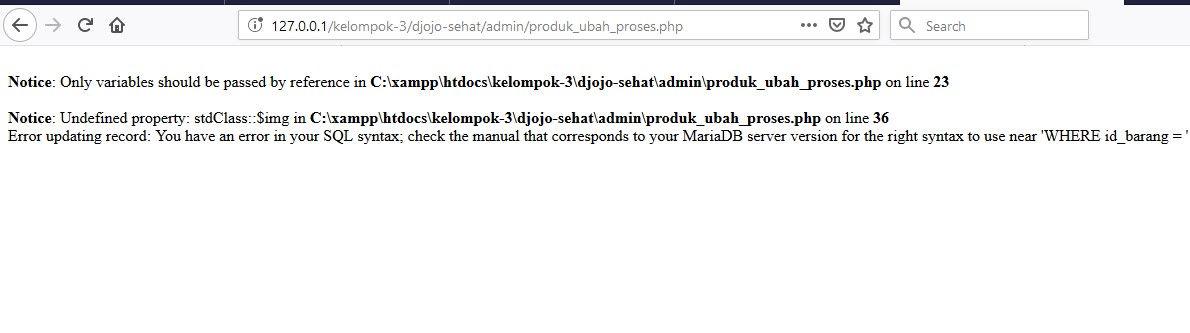 127.0.0.1/kelompok-3/djojo-sehat/admin/produk_ubah_proses.php
Search
Notice: Only variables should be passed by reference in C:\xampp\htdocs\kelompok-3\djojo-sehat\admin\produk_ubah_proses.php on line 23
Notice: Undefined property: stdClass::$img in C:\xampp\htdocs\kelompok-3\djojo-sehat\admin\produk_ubah_proses.php on line 36
Error updating record: You have an error in your SQL syntax; check the manual that corresponds to your MariaDB server version for the right syntax to use near 'WHERE id_barang = '